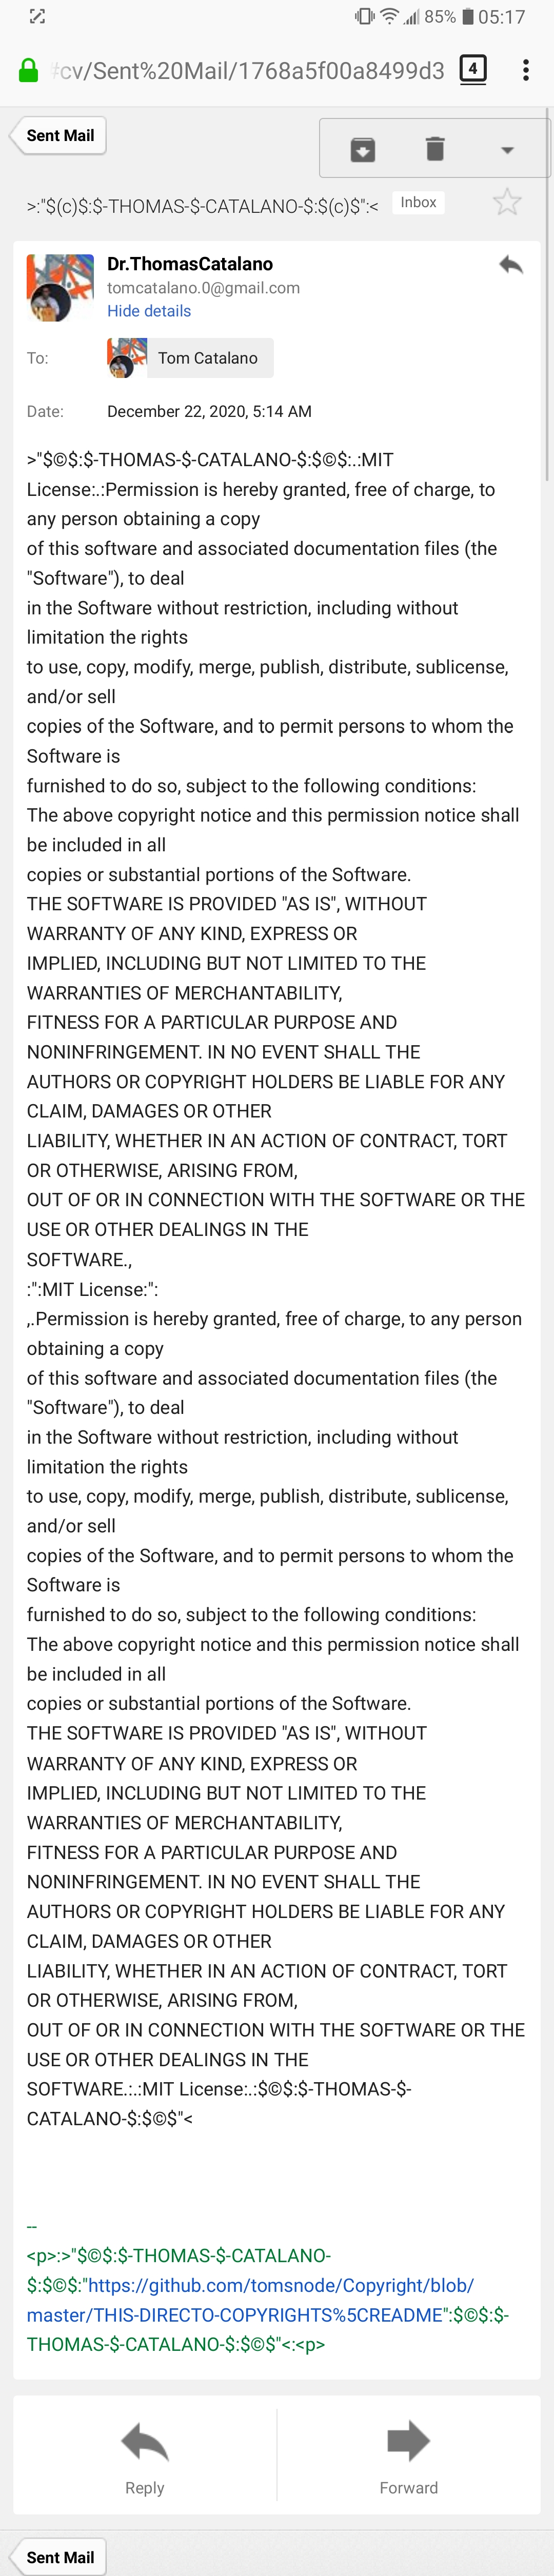 85% 05:17
#cv/Sent%20Mail/1768a5f00a8499d3 4
Sent Mail
>:"$(c)$:$-THOMAS-$-CATALANO-$:$(c)$":< Inbox
Dr.ThomasCatalano
tomcatalano.0@gmail.com
Hide details
To: Tom Catalano
Date: December 22, 2020, 5:14 AM
>"$©$:$-THOMAS-$-CATALANO-$:$©$:.:MIT
License:.:Permission is hereby granted, free of charge, to
any person obtaining a copy
of this software and associated documentation files (the
"Software"), to deal
in the Software without restriction, including without
limitation the rights
to use, copy, modify, merge, publish, distribute, sublicense,
and/or sell
copies of the Software, and to permit persons to whom the
Software is
furnished to do so, subject to the following conditions:
The above copyright notice and this permission notice shall
be included in all
copies or substantial portions of the Software.
THE SOFTWARE IS PROVIDED "AS IS", WITHOUT
WARRANTY OF ANY KIND, EXPRESS OR
IMPLIED, INCLUDING BUT NOT LIMITED TO THE
WARRANTIES OF MERCHANTABILITY,
FITNESS FOR A PARTICULAR PURPOSE AND
NONINFRINGEMENT. IN NO EVENT SHALL THE
AUTHORS OR COPYRIGHT HOLDERS BE LIABLE FOR ANY
CLAIM, DAMAGES OR OTHER
LIABILITY, WHETHER IN AN ACTION OF CONTRACT, TORT
OR OTHERWISE, ARISING FROM,
OUT OF OR IN CONNECTION WITH THE SOFTWARE OR THE
USE OR OTHER DEALINGS IN THE
SOFTWARE.,
:":MIT License:":
,.Permission is hereby granted, free of charge, to any person
obtaining a copy
of this software and associated documentation files (the
"Software"), to deal
in the Software without restriction, including without
limitation the rights
to use, copy, modify, merge, publish, distribute, sublicense,
and/or sell
copies of the Software, and to permit persons to whom the
Software is
furnished to do so, subject to the following conditions:
The above copyright notice and this permission notice shall
be included in all
copies or substantial portions of the Software.
THE SOFTWARE IS PROVIDED "AS IS", WITHOUT
WARRANTY OF ANY KIND, EXPRESS OR
IMPLIED, INCLUDING BUT NOT LIMITED TO THE
WARRANTIES OF MERCHANTABILITY,
FITNESS FOR A PARTICULAR PURPOSE AND
NONINFRINGEMENT. IN NO EVENT SHALL THE
AUTHORS OR COPYRIGHT HOLDERS BE LIABLE FOR ANY
CLAIM, DAMAGES OR OTHER
LIABILITY, WHETHER IN AN ACTION OF CONTRACT, TORT
OR OTHERWISE, ARISING FROM,
OUT OF OR IN CONNECTION WITH THE SOFTWARE OR THE
USE OR OTHER DEALINGS IN THE
SOFTWARE.:.:MIT License:.:$©$:$-THOMAS-$-
CATALANO-$:$©$"<
--
<p>:>"$©$:$-THOMAS-$-CATALANO-
$:$©$:"https://github.com/tomsnode/Copyright/blob/
master/THIS-DIRECTO-COPYRIGHTS%5CREADME":$©$:$-
THOMAS-$-CATALANO-$:$©$"<:<p>
Reply Forward
Sent Mail